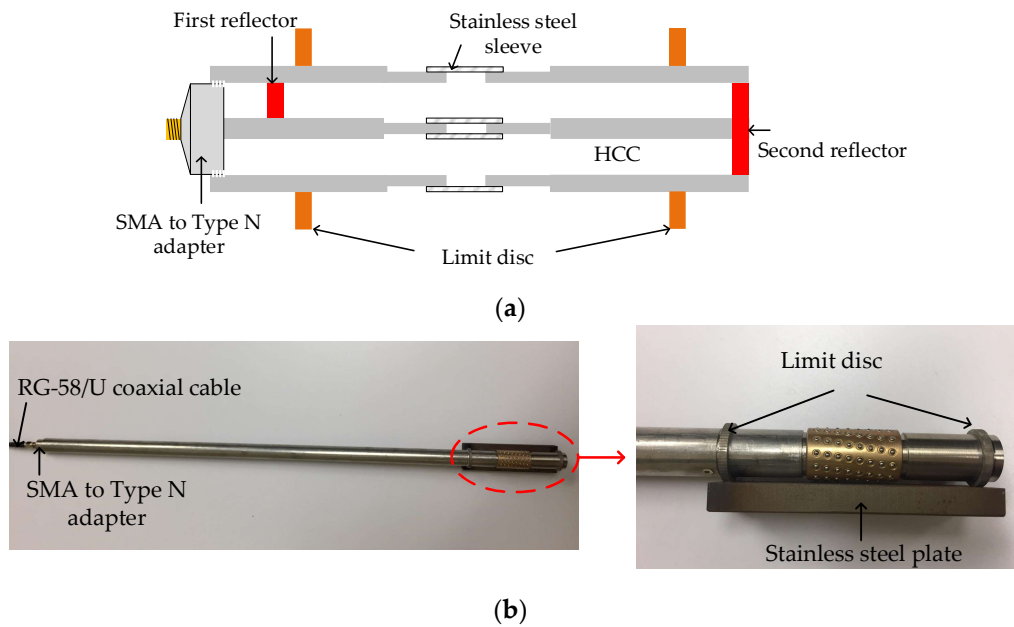 First reflector
Stainless steel
sleeve
HCC
Second reflector
SMA to Type N
adapter
Limit disc
(a)
RG-58/U coaxial cable
SMA to Type N
adapter
Limit disc
Stainless steel plate
(b)